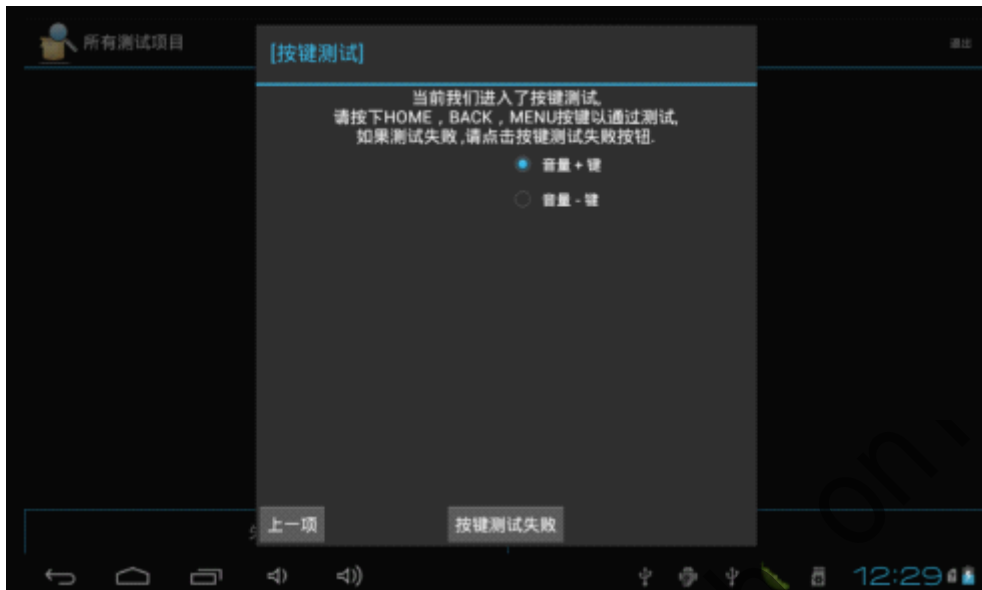 所有测试项目
退出
[按键测试]
当前我们进入了按键测试,
请按下HOME，BACK，MENU按键以通过测试,
如果测试失败,请点击按键测试失败按钮.
音量 + 键
音量 - 键
上一项
按键测试失败
12:29